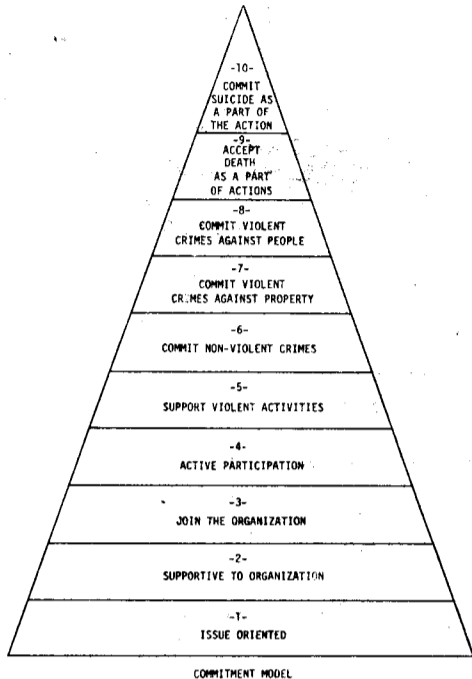 -10-
COMMIT
SUICIDE AS
A PART OF
THE ACTION
-9-
ACCEPT
DEATH
AS A PART
OF ACTIONS
-8-
COMMIT VIOLENT
CRIMES AGAINST PEOPLE
-7-
COMMIT VIOLENT
CRIMES AGAINST PROPERTY
-6-
COMMIT NON-VIOLENT CRIMES
-5-
SUPPORT VIOLENT ACTIVITIES
-4-
ACTIVE PARTICIPATION
-3-
JOIN THE ORGANIZATION
-2-
SUPPORTIVE TO ORGANIZATION
-1-
ISSUE ORIENTED
COMMITMENT MODEL